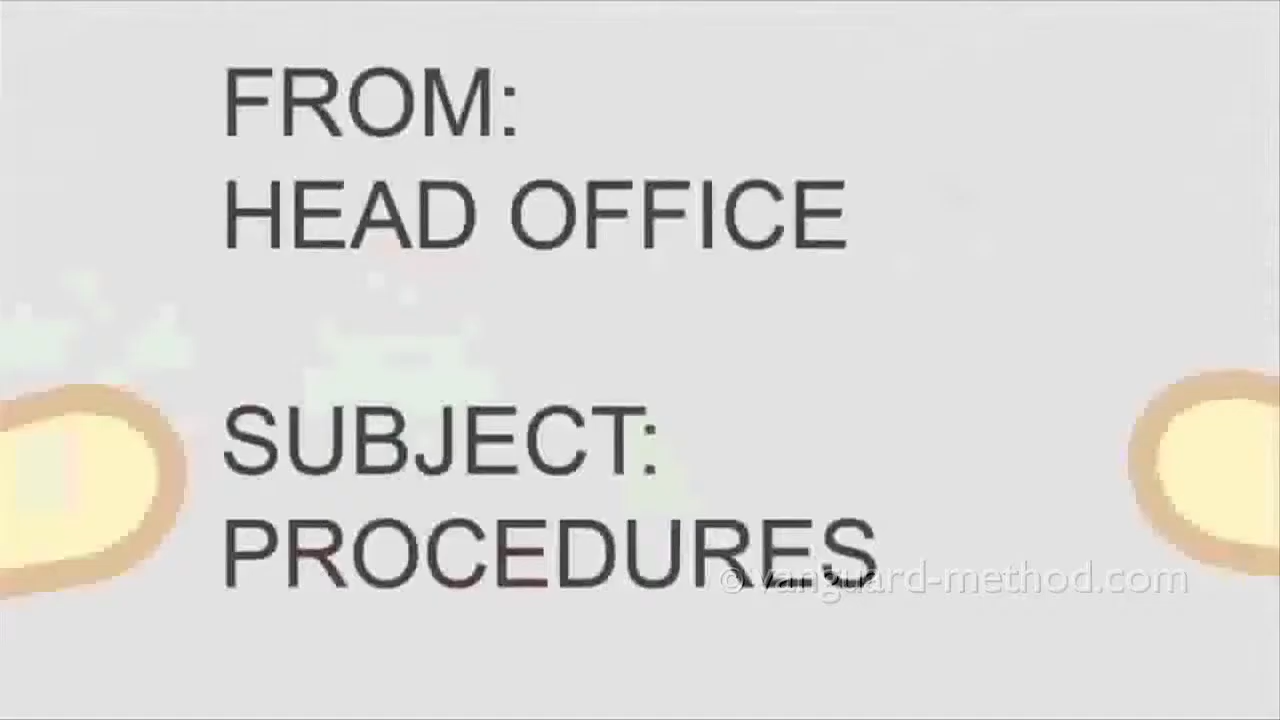 FROM:
HEAD OFFICE
SUBJECT:
PROCEDURES
©vanguard-method.com